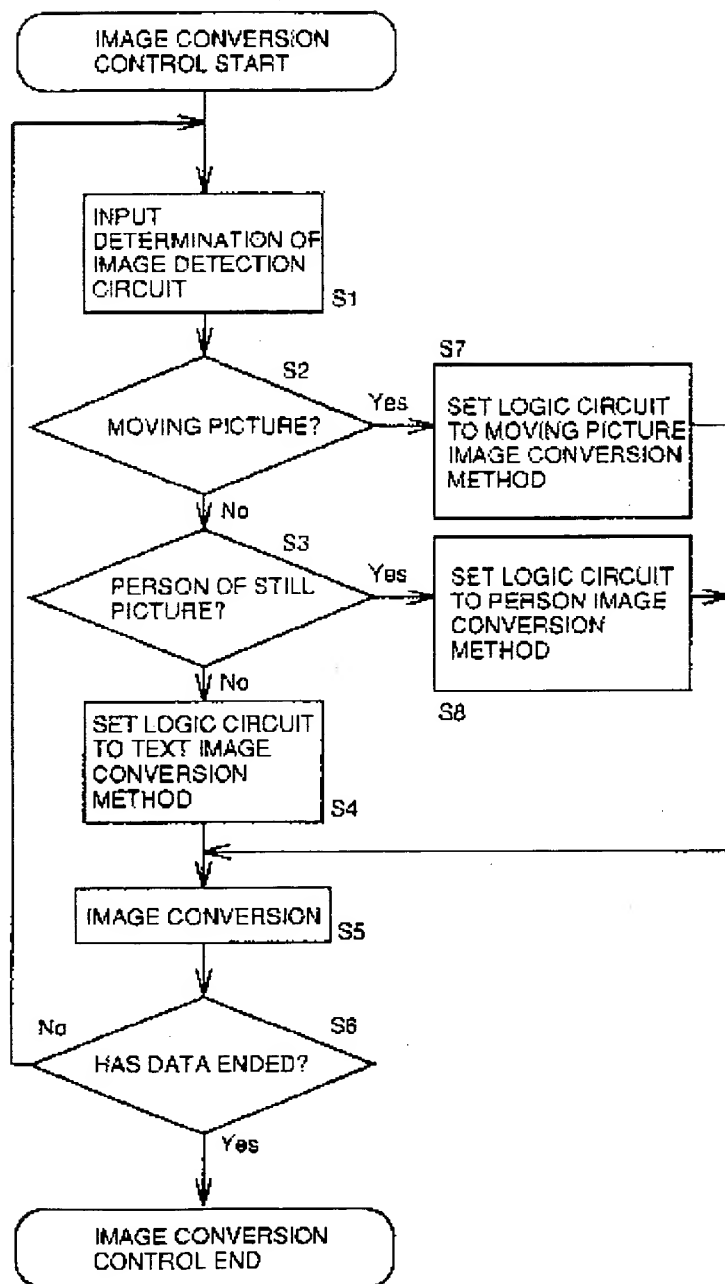 IMAGE CONVERSION
CONTROL START
INPUT
DETERMINATION OF
IMAGE DETECTION
CIRCUIT
S1
S2
MOVING PICTURE?
Yes
S7
SET LOGIC CIRCUIT
TO MOVING PICTURE
IMAGE CONVERSION
METHOD
No
S3
PERSON OF STILL
PICTURE?
Yes
SET LOGIC CIRCUIT
TO PERSON IMAGE
CONVERSION
METHOD
S8
No
SET LOGIC CIRCUIT
TO TEXT IMAGE
CONVERSION
METHOD
S4
IMAGE CONVERSION
S5
No
S6
HAS DATA ENDED?
Yes
IMAGE CONVERSION
CONTROL END